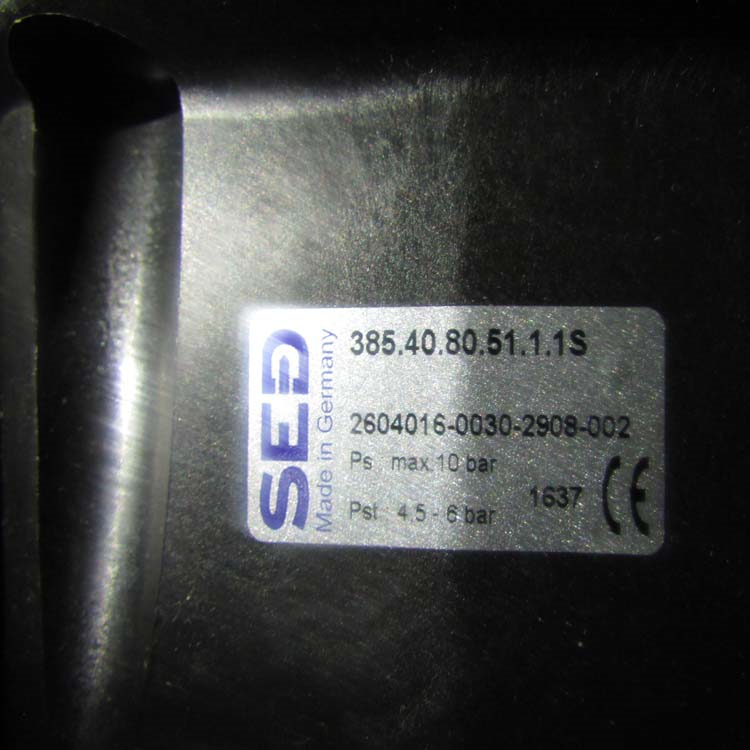 SED
Made in Germany
385.40.80.51.1.1S
2604016-0030-2908-002
Ps max.10 bar
Pst 4,5 - 6 bar
1637 CE